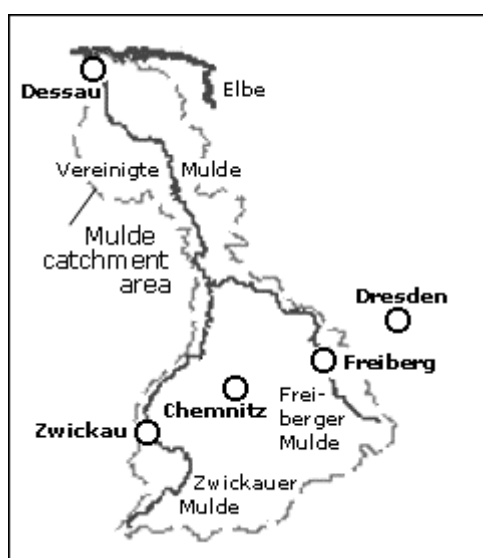 Dessau
Elbe
Vereinigte Mulde
Mulde
catchment
area
Dresden
Freiberg
Chemnitz
Frei-
berger
Mulde
Zwickau
Zwickauer
Mulde